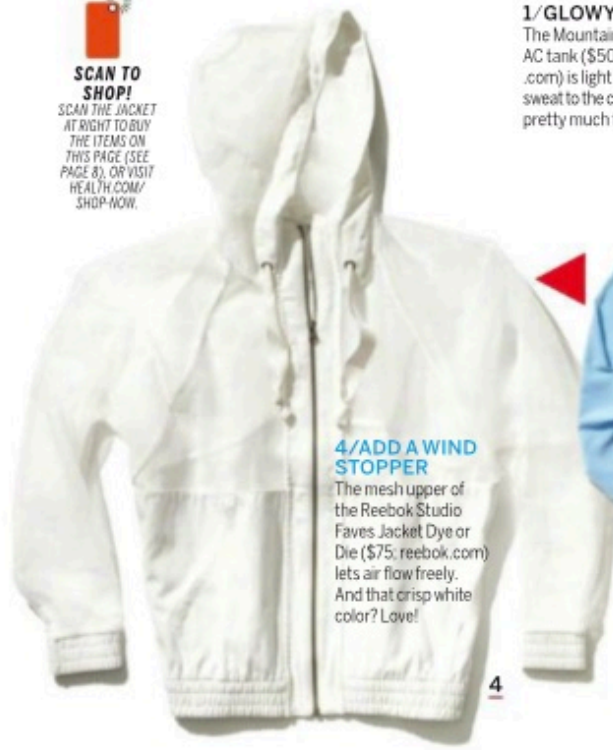 SCAN TO
SHOP!
SCAN THE JACKET
AT RIGHT TO BUY
THE ITEMS ON
THIS PAGE (SEE
PAGE 8), OR VISIT
HEALTH.COM/
SHOP-NOW.
1/GLOWY
The Mountain
AC tank ($50
.com) is light
sweat to the
pretty much
4/ADD A WIND
STOPPER
The mesh upper of
the Reebok Studio
Faves Jacket Dye or
Die ($75; reebok.com)
lets air flow freely.
And that crisp white
color? Love!
4